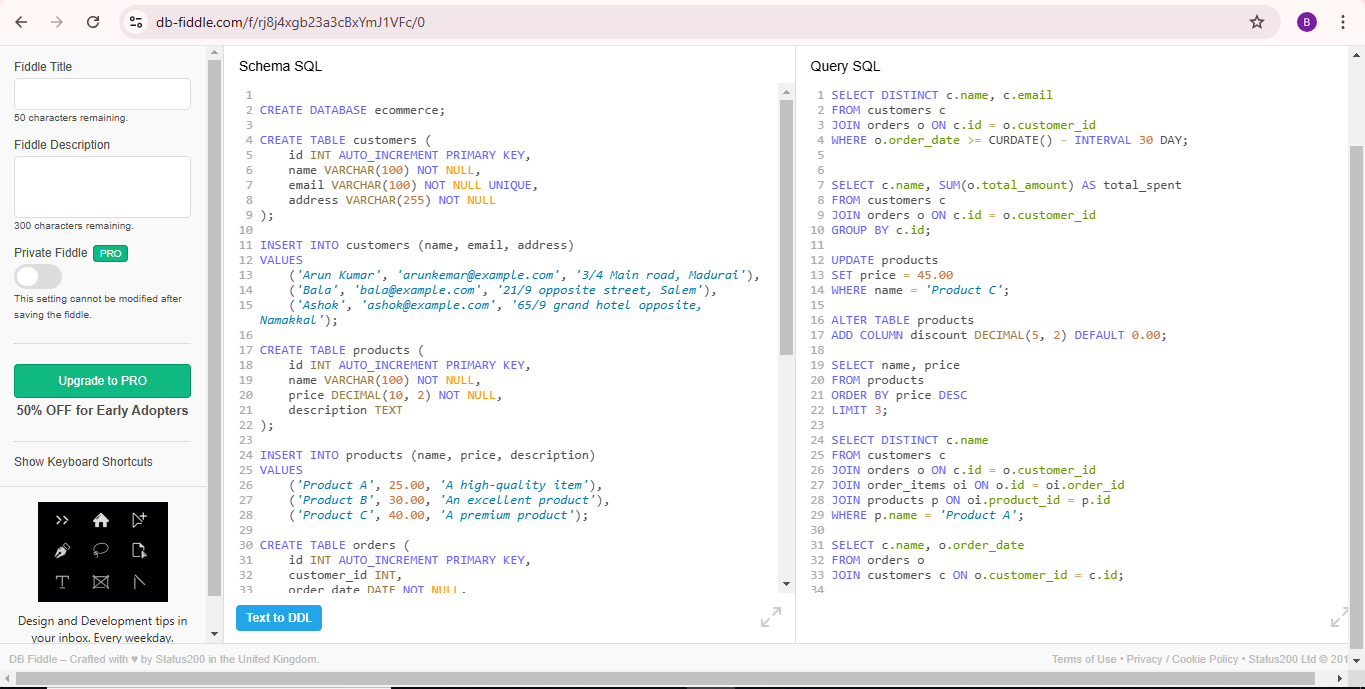 db-fiddle.com/f/rj8j4xgb23a3cBxYmJ1VFc/0
B
Fiddle Title
50 characters remaining.
Fiddle Description
300 characters remaining.
Private Fiddle PRO
This setting cannot be modified after
saving the fiddle.
Upgrade to PRO
50% OFF for Early Adopters
Show Keyboard Shortcuts
Design and Development tips in
your inbox. Every weekday.
Schema SQL
1
2 CREATE DATABASE ecommerce;
3
4 CREATE TABLE customers (
5 id INT AUTO_INCREMENT PRIMARY KEY,
6 name VARCHAR(100) NOT NULL,
7 email VARCHAR(100) NOT NULL UNIQUE,
8 address VARCHAR(255) NOT NULL
9 );
10
11 INSERT INTO customers (name, email, address)
12 VALUES
13 ('Arun Kumar', 'arunkemar@example.com', '3/4 Main road, Madurai'),
14 ('Bala', 'bala@example.com', '21/9 opposite street, Salem'),
15 ('Ashok', 'ashok@example.com', '65/9 grand hotel opposite,
Namakkal');
16
17 CREATE TABLE products (
18 id INT AUTO_INCREMENT PRIMARY KEY,
19 name VARCHAR(100) NOT NULL,
20 price DECIMAL(10, 2) NOT NULL,
21 description TEXT
22 );
23
24 INSERT INTO products (name, price, description)
25 VALUES
26 ('Product A', 25.00, 'A high-quality item'),
27 ('Product B', 30.00, 'An excellent product'),
28 ('Product C', 40.00, 'A premium product');
29
30 CREATE TABLE orders (
31 id INT AUTO_INCREMENT PRIMARY KEY,
32 customer_id INT,
33 order_date DATE NOT NULL,
Text to DDL
Query SQL
1 SELECT DISTINCT c.name, c.email
2 FROM customers c
3 JOIN orders o ON c.id = o.customer_id
4 WHERE o.order_date >= CURDATE() - INTERVAL 30 DAY;
5
6
7 SELECT c.name, SUM(o.total_amount) AS total_spent
8 FROM customers c
9 JOIN orders o ON c.id = o.customer_id
10 GROUP BY c.id;
11
12 UPDATE products
13 SET price = 45.00
14 WHERE name = 'Product C';
15
16 ALTER TABLE products
17 ADD COLUMN discount DECIMAL(5, 2) DEFAULT 0.00;
18
19 SELECT name, price
20 FROM products
21 ORDER BY price DESC
22 LIMIT 3;
23
24 SELECT DISTINCT c.name
25 FROM customers c
26 JOIN orders o ON c.id = o.customer_id
27 JOIN order_items oi ON o.id = oi.order_id
28 JOIN products p ON oi.product_id = p.id
29 WHERE p.name = 'Product A';
30
31 SELECT c.name, o.order_date
32 FROM orders o
33 JOIN customers c ON o.customer_id = c.id;
34
DB Fiddle – Crafted with ♥ by Status200 in the United Kingdom.
Terms of Use • Privacy / Cookie Policy • Status200 Ltd © 201